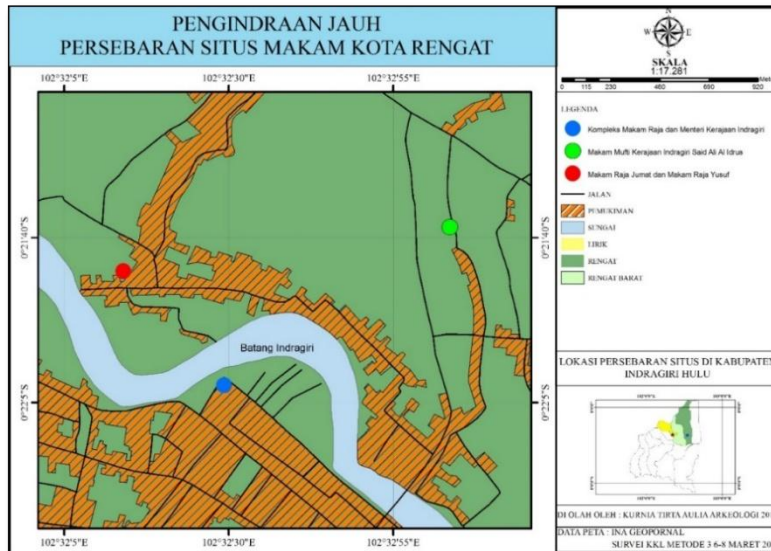 PENGINDRAAN JAUH
PERSEBARAN SITUS MAKAM KOTA RENGAT
102°32'5"E 102°32'30"E 102°32'55"E
0°21'40"S
0°21'40"S
Batang Indragiri
0°22'5"S
0°22'5"S
102°32'5"E 102°32'30"E 102°32'55"E
N
W E
S
SKALA
1:17.281
0 115 230 460 690 920
LEGENDA
Kompleks Makam Raja dan Menteri Kerajaan Indragiri
Makam Mufti Kerajaan Indragiri Said Ali Al Idrus
Makam Raja Jumat dan Makam Raja Yusuf
JALAN
PEMUKIMAN
SUNGAI
LIRIK
RENGAT
RENGAT BARAT
LOKASI PERSEBARAN SITUS DI KABUPATEN
INDRAGIRI HULU
DI OLAH OLEH : KURNIA TIRTA AULIA ARKEOLOGI
DATA PETA : INA GEOPORNAL
SURVEI KKL METODE 3 6-8 MARET